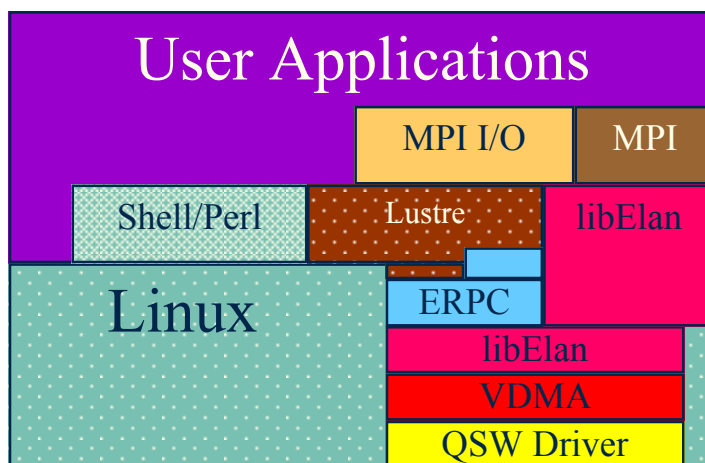 User Applications
MPI I/O
MPI
Shell/Perl
Lustre
libElan
Linux
ERPC
libElan
VDMA
QSW Driver